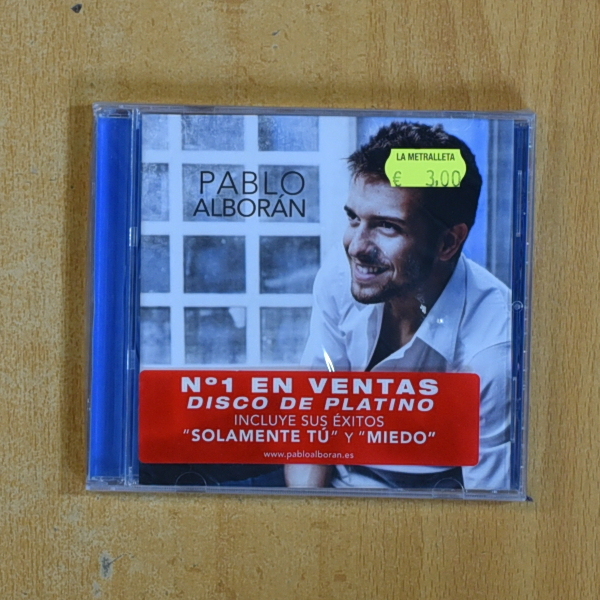 LA METRALLETA
€ 3,00
PABLO
ALBORÁN
Nº1 EN VENTAS
DISCO DE PLATINO
INCLUYE SUS ÉXITOS
“SOLAMENTE TÚ” Y “MIEDO”
www.pabloalboran.es